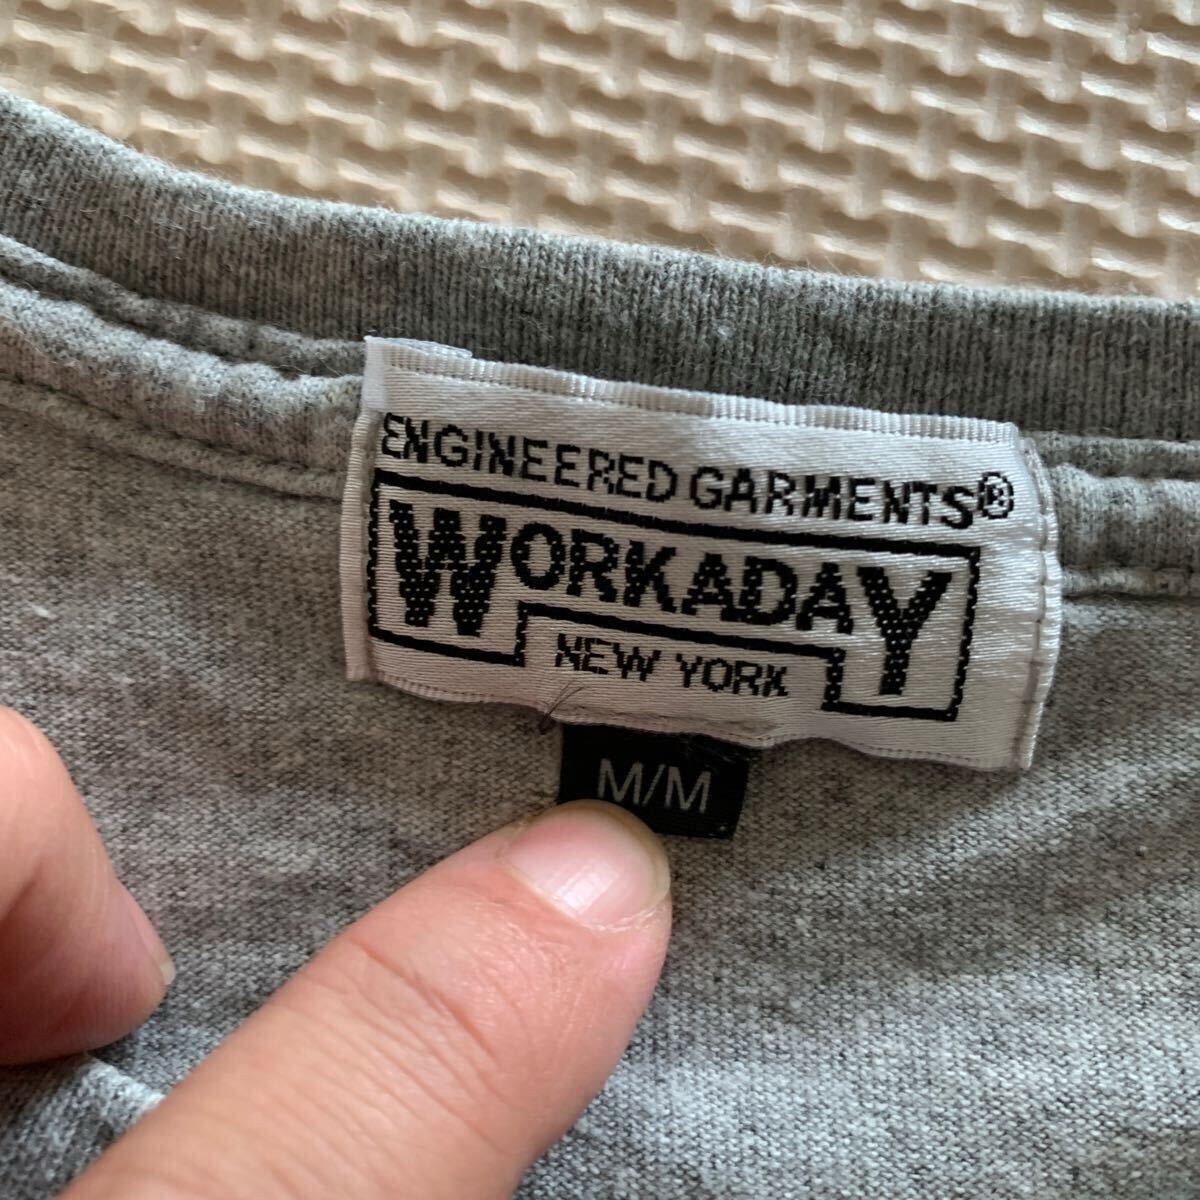 ENGINEERED GARMENTS®
WORKADAY
NEW YORK
M/M